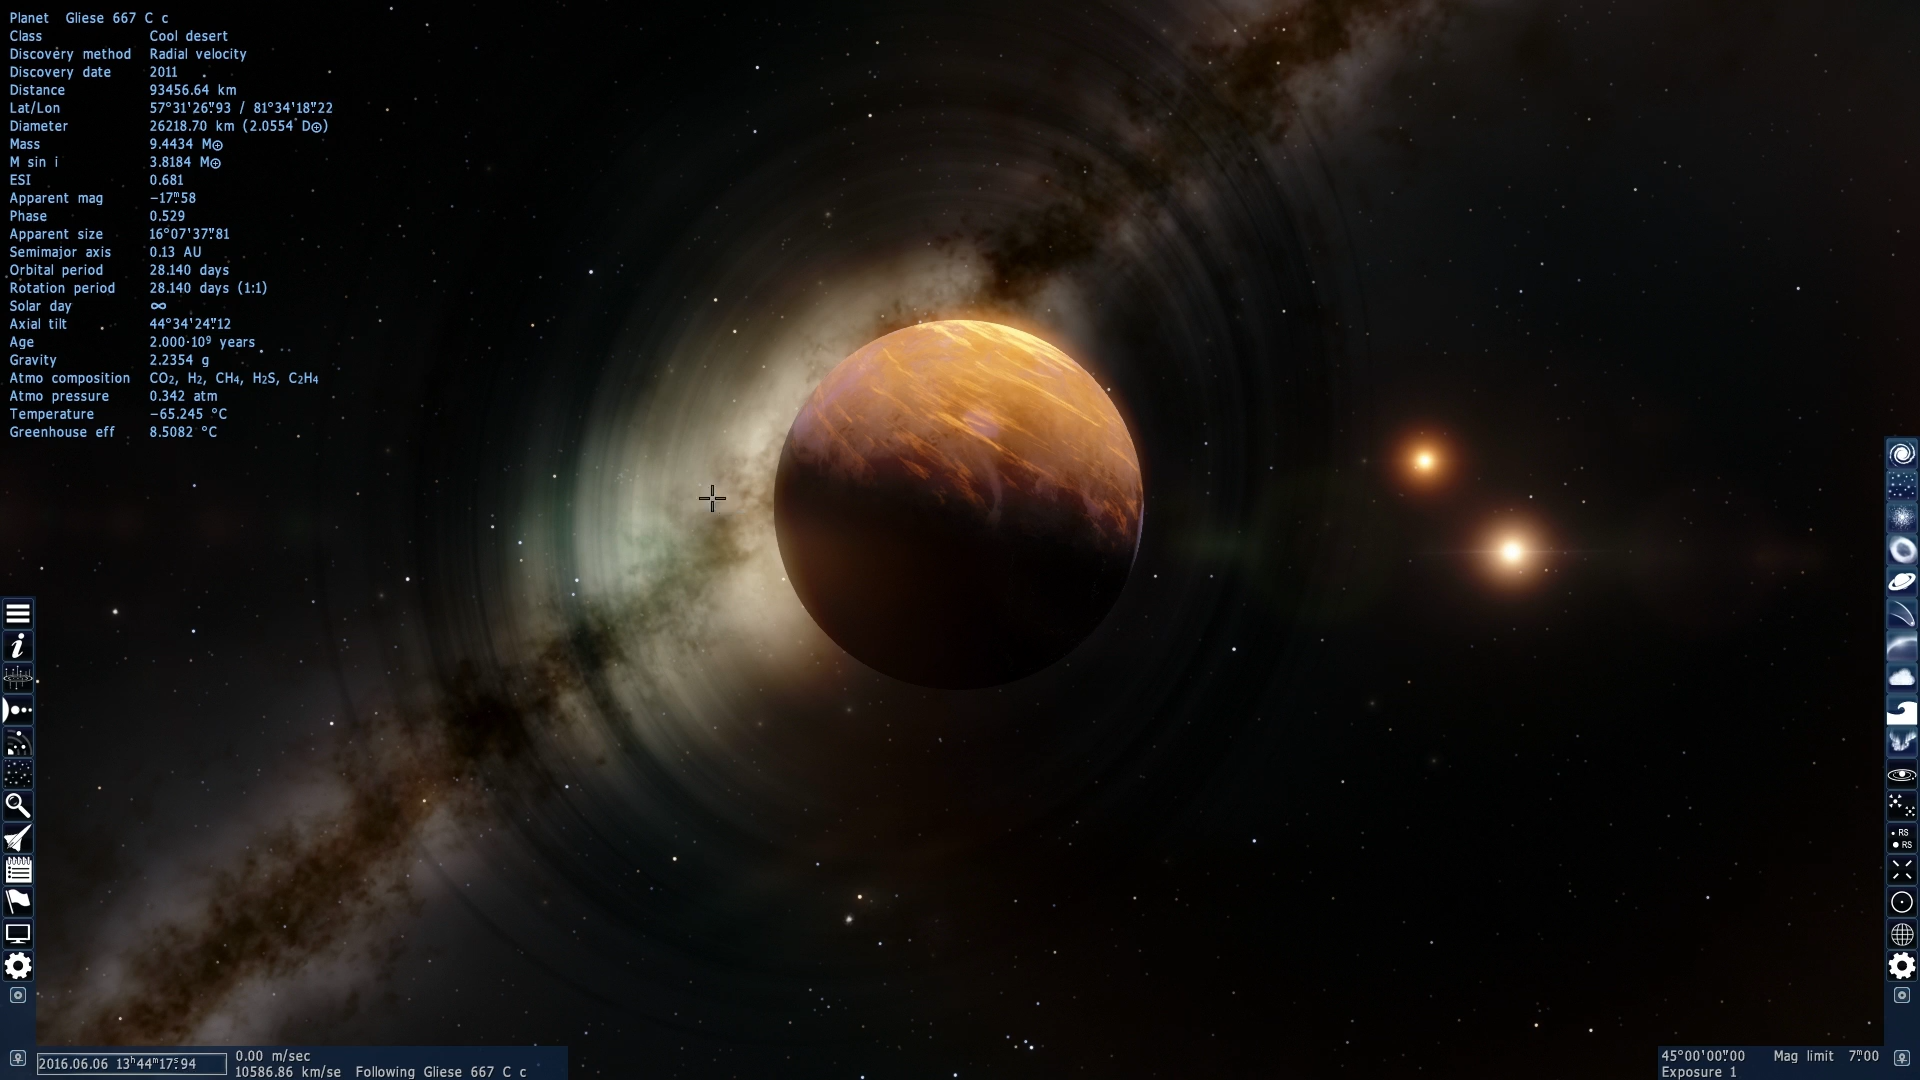 Planet Gliese 667 C c
Class Cool desert
Discovery method Radial velocity
Discovery date 2011
Distance 93456.64 km
Lat/Lon 57°31'26"93 / 81°34'18"22
Diameter 26218.70 km (2.0554 D⊕)
Mass 9.4434 M⊕
M sin i 3.8184 M⊕
ESI 0.681
Apparent mag −17ᵐ58
Phase 0.529
Apparent size 16°07'37"81
Semimajor axis 0.13 AU
Orbital period 28.140 days
Rotation period 28.140 days (1:1)
Solar day ∞
Axial tilt 44°34'24"12
Age 2.000·10⁹ years
Gravity 2.2354 g
Atmo composition CO₂, H₂, CH₄, H₂S, C₂H₄
Atmo pressure 0.342 atm
Temperature −65.245 °C
Greenhouse eff 8.5082 °C
RS
RS
2016.06.06 13ʰ44ᵐ17ˢ94
0.00 m/sec
10586.86 km/se Following Gliese 667 C c
45°00'00"00 Mag limit 7ᵐ00
Exposure 1